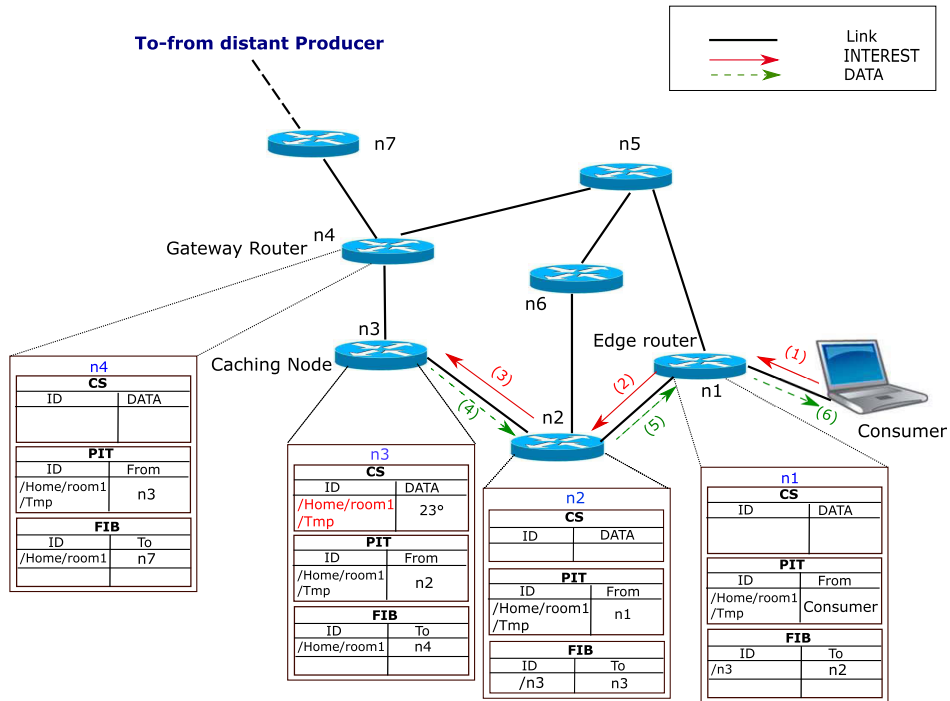 To-from distant Producer
Link
INTEREST
DATA
n7
n5
n4
Gateway Router
n6
n3
Caching Node
Edge router
n1
n2
Consumer
(1)
(2)
(3)
(4)
(5)
(6)
n4
CS
ID DATA
PIT
ID From
/Home/room1
/Tmp
n3
FIB
ID To
/Home/room1 n7
n3
CS
ID DATA
/Home/room1
/Tmp
23°
PIT
ID From
/Home/room1
/Tmp
n2
FIB
ID To
/Home/room1 n4
n2
CS
ID DATA
PIT
ID From
/Home/room1
/Tmp
n1
FIB
ID To
/n3 n3
n1
CS
ID DATA
PIT
ID From
/Home/room1
/Tmp
Consumer
FIB
ID To
/n3 n2